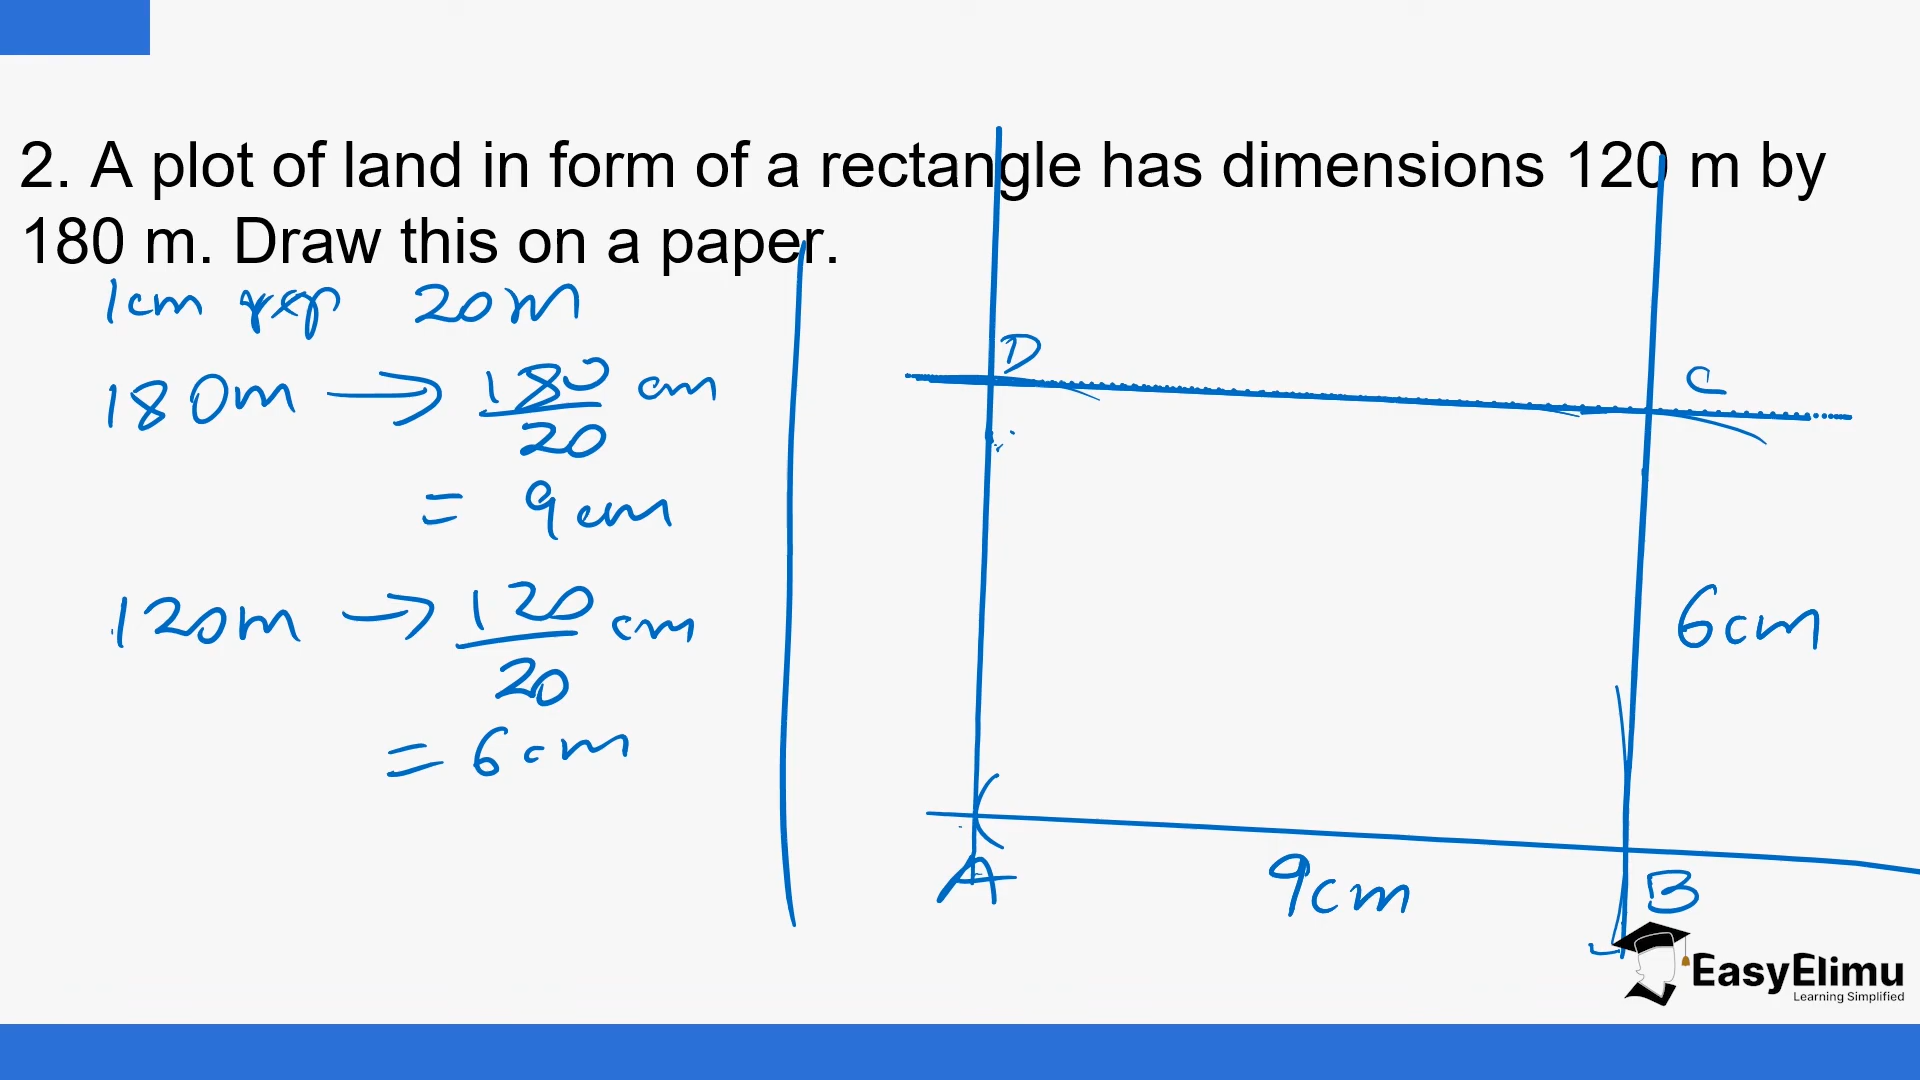 2. A plot of land in form of a rectangle has dimensions 120 m by
180 m. Draw this on a paper.
1cm rep 20m
180m → 180/20 cm
= 9cm
120m → 120/20 cm
= 6cm
D
C
6cm
A
9cm
B
EasyElimu
Learning Simplified